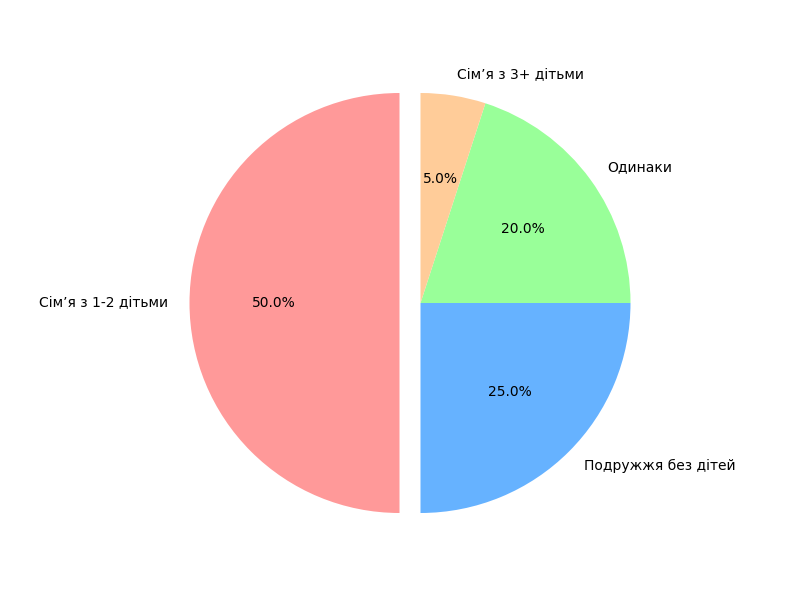 Сім’я з 3+ дітьми
Одинаки
5.0%
20.0%
Сім’я з 1-2 дітьми
50.0%
25.0%
Подружжя без дітей